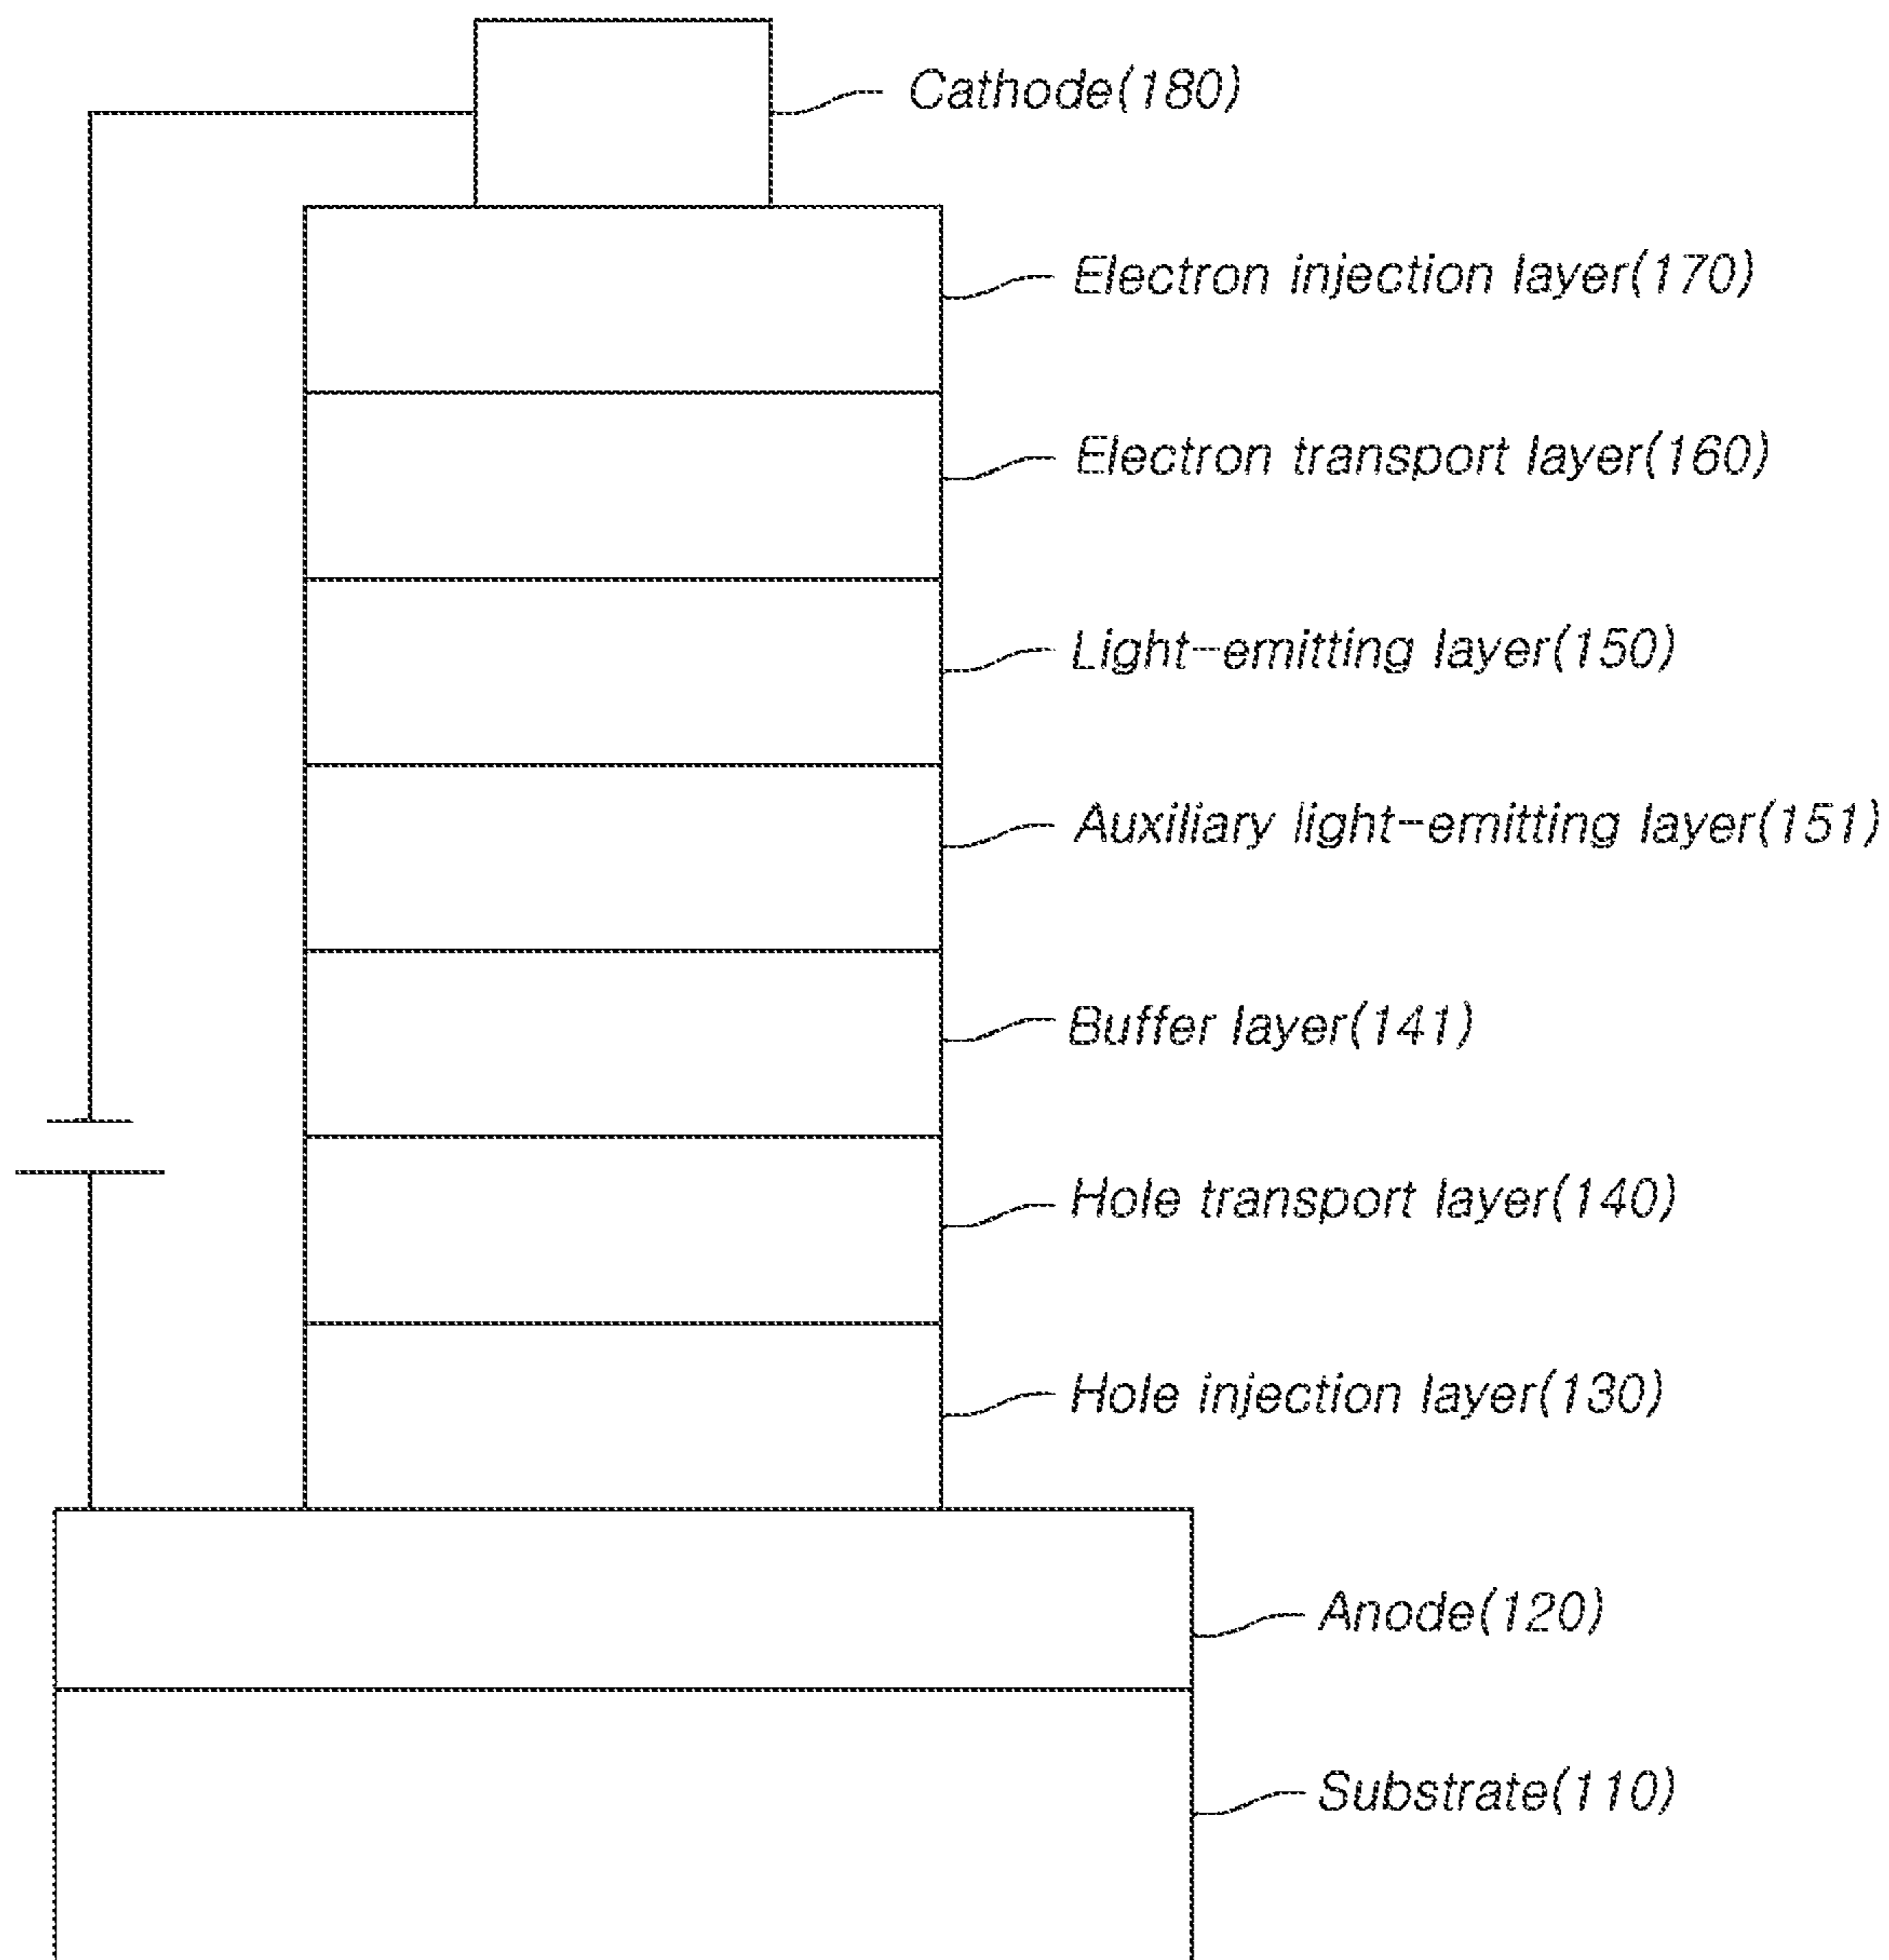 Cathode(180)
Electron injection layer(170)
Electron transport layer(160)
Light-emitting layer(150)
Auxiliary light-emitting layer(151)
Buffer layer(141)
Hole transport layer(140)
Hole injection layer(130)
Anode(120)
Substrate(110)